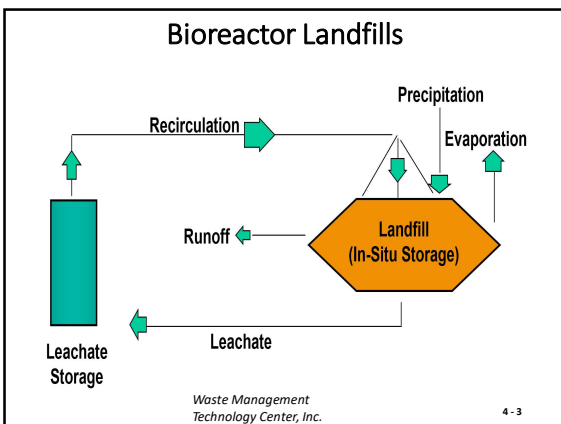 Bioreactor Landfills
Precipitation
Recirculation
Evaporation
Runoff
Landfill
(In-Situ Storage)
Leachate
Leachate
Storage
Waste Management
Technology Center, Inc.
4 - 3